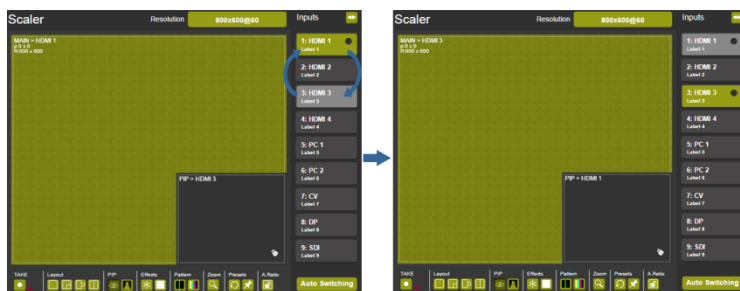 Scaler
Resolution
800x600@60
Inputs
MAIN > HDMI 1
p:0 x 0
R:800 x 600
1: HDMI 1
Label 1
2: HDMI 2
Label 2
3: HDMI 3
Label 3
4: HDMI 4
Label 4
5: PC 1
Label 5
6: PC 2
Label 6
7: CV
Label 7
8: DP
Label 8
9: SDI
Label 9
PIP > HDMI 3
TAKE
Layout
PIP
Effects
Pattern
Zoom
Presets
A.Ratio
Auto Switching
Scaler
Resolution
800x600@60
Inputs
MAIN > HDMI 3
p:0 x 0
R:800 x 600
1: HDMI 1
Label 1
2: HDMI 2
Label 2
3: HDMI 3
Label 3
4: HDMI 4
Label 4
5: PC 1
Label 5
6: PC 2
Label 6
7: CV
Label 7
8: DP
Label 8
9: SDI
Label 9
PIP > HDMI 1
TAKE
Layout
PIP
Effects
Pattern
Zoom
Presets
A.Ratio
Auto Switching